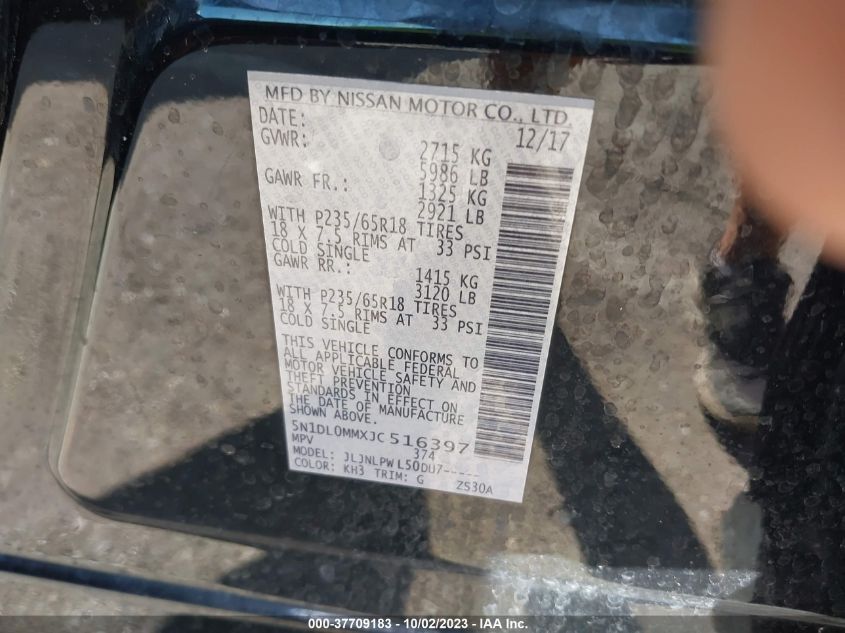 MFD BY NISSAN MOTOR CO., LTD.
DATE: 12/17
GVWR: 2715 KG
5986 LB
GAWR FR.: 1325 KG
2921 LB
WITH P235/65R18 TIRES
18 X 7.5 RIMS AT 33 PSI
COLD SINGLE
GAWR RR.: 1415 KG
3120 LB
WITH P235/65R18 TIRES
18 X 7.5 RIMS AT 33 PSI
COLD SINGLE
THIS VEHICLE CONFORMS TO
ALL APPLICABLE FEDERAL
MOTOR VEHICLE SAFETY AND
THEFT PREVENTION
STANDARDS IN EFFECT ON
THE DATE OF MANUFACTURE
SHOWN ABOVE.
5N1DL0MMXJC516397
MPV 374
MODEL: JLJNLPWL50DU7-----
COLOR: KH3 TRIM: G ZS30A
000-37709183 - 10/02/2023 - IAA Inc.